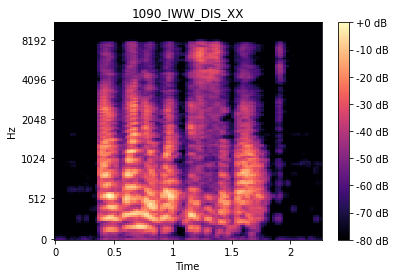 1090_IWW_DIS_XX
+0 dB
8192
-10 dB
4096
-20 dB
-30 dB
2048
Hz
-40 dB
1024
-50 dB
512
-60 dB
-70 dB
0
-80 dB
0 0.5 1 1.5 2
Time